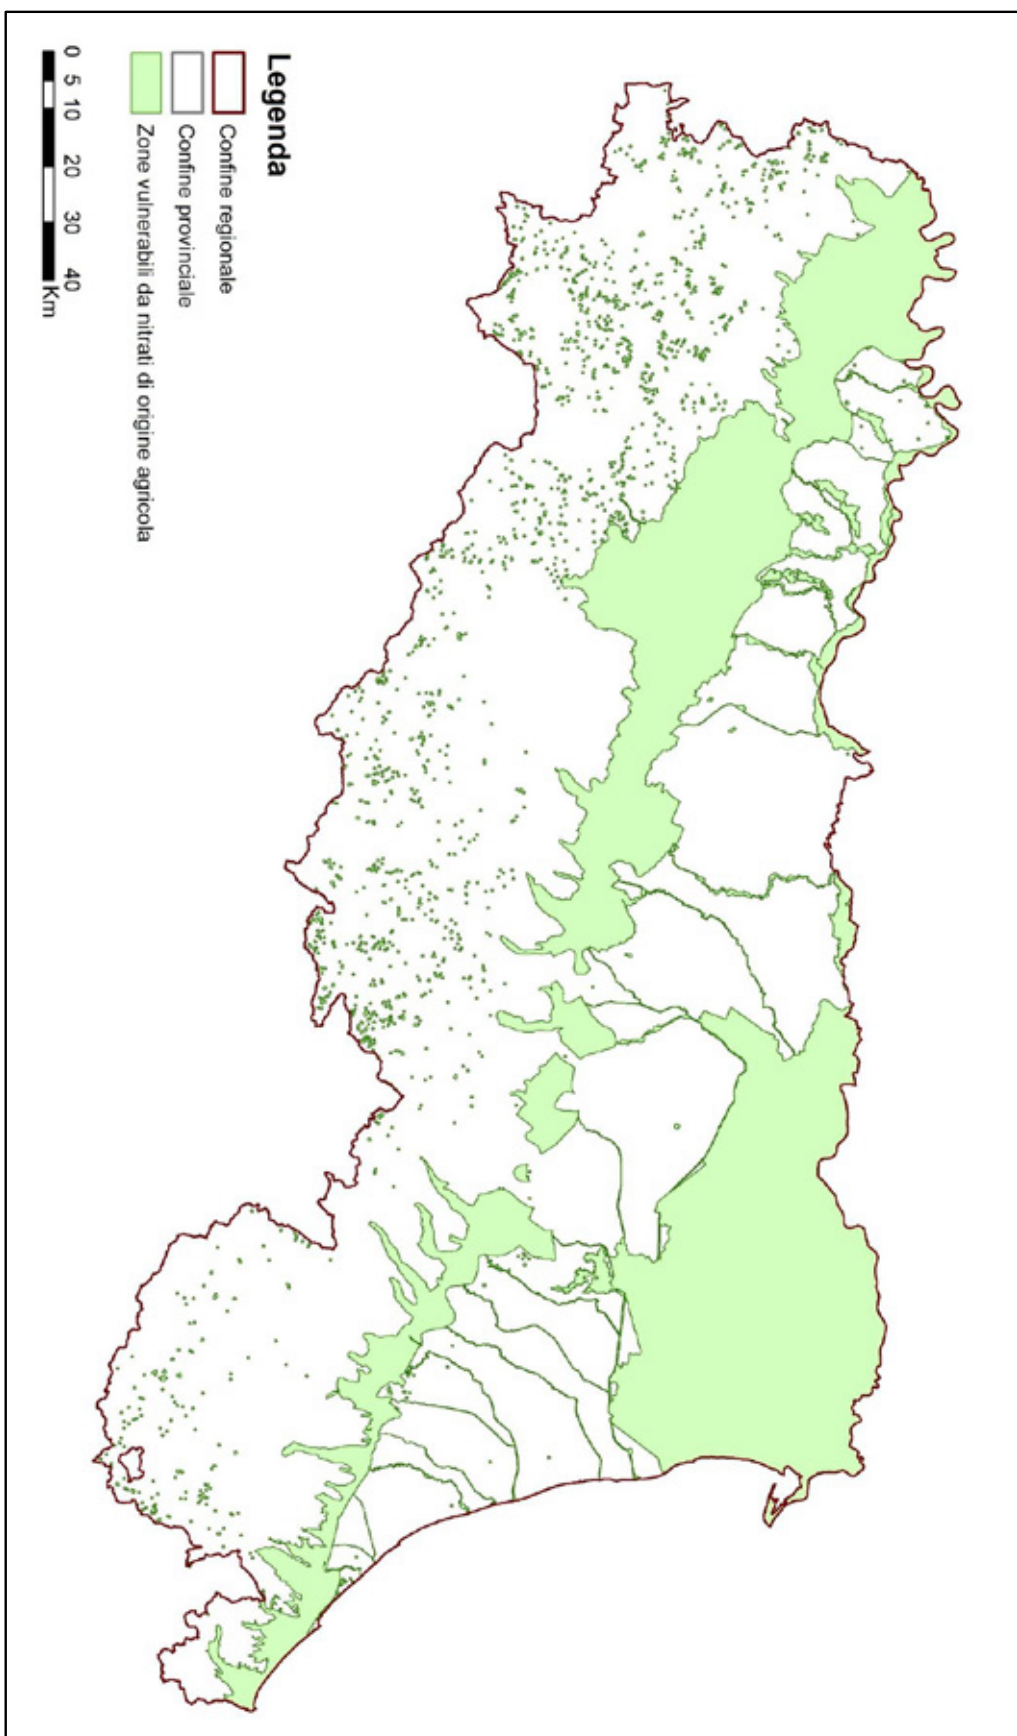 Legenda
Confine regionale
Confine provinciale
Zone vulnerabili da nitrati di origine agricola
0 5 10 20 30 40
Km